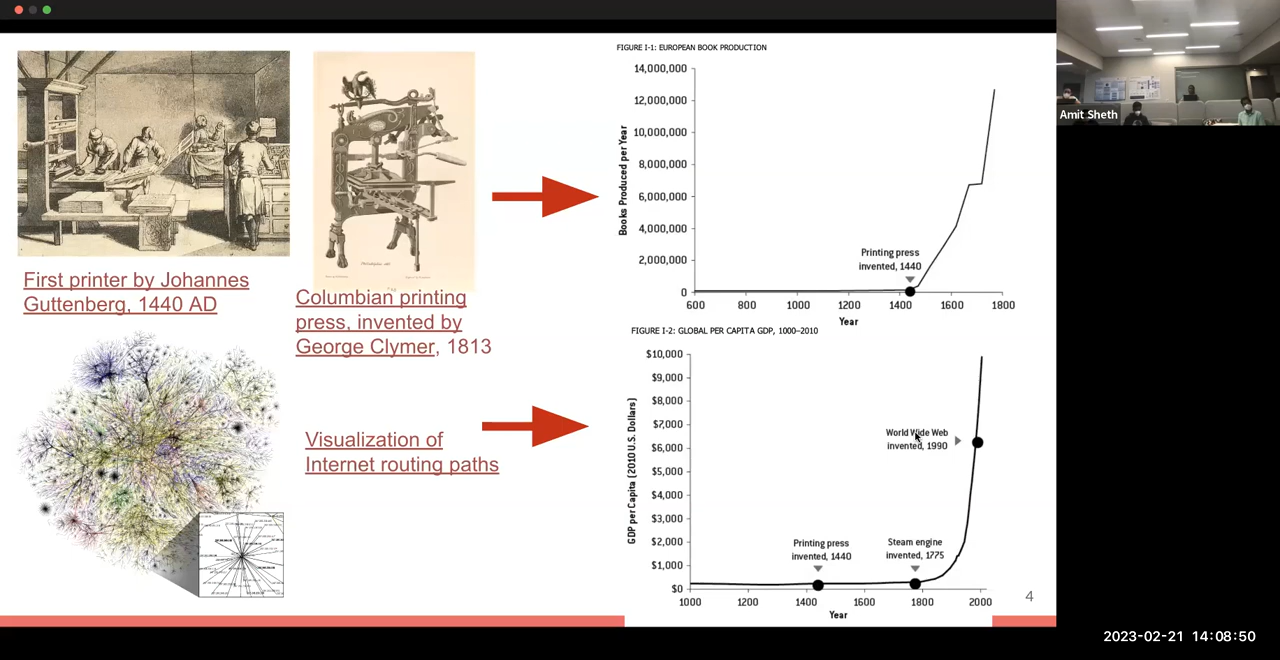 First printer by Johannes
Guttenberg, 1440 AD
Columbian printing
press, invented by
George Clymer, 1813
Visualization of
Internet routing paths
FIGURE I-1: EUROPEAN BOOK PRODUCTION
14,000,000
12,000,000
10,000,000
8,000,000
6,000,000
4,000,000
2,000,000
0
Books Produced per Year
Printing press
invented, 1440
600 800 1000 1200 1400 1600 1800
Year
FIGURE I-2: GLOBAL PER CAPITA GDP, 1000–2010
$10,000
$9,000
$8,000
$7,000
$6,000
$5,000
$4,000
$3,000
$2,000
$1,000
$0
GDP per Capita (2010 U.S. Dollars)
World Wide Web
invented, 1990
Printing press
invented, 1440
Steam engine
invented, 1775
1000 1200 1400 1600 1800 2000
Year
4
Amit Sheth
2023-02-21 14:08:50